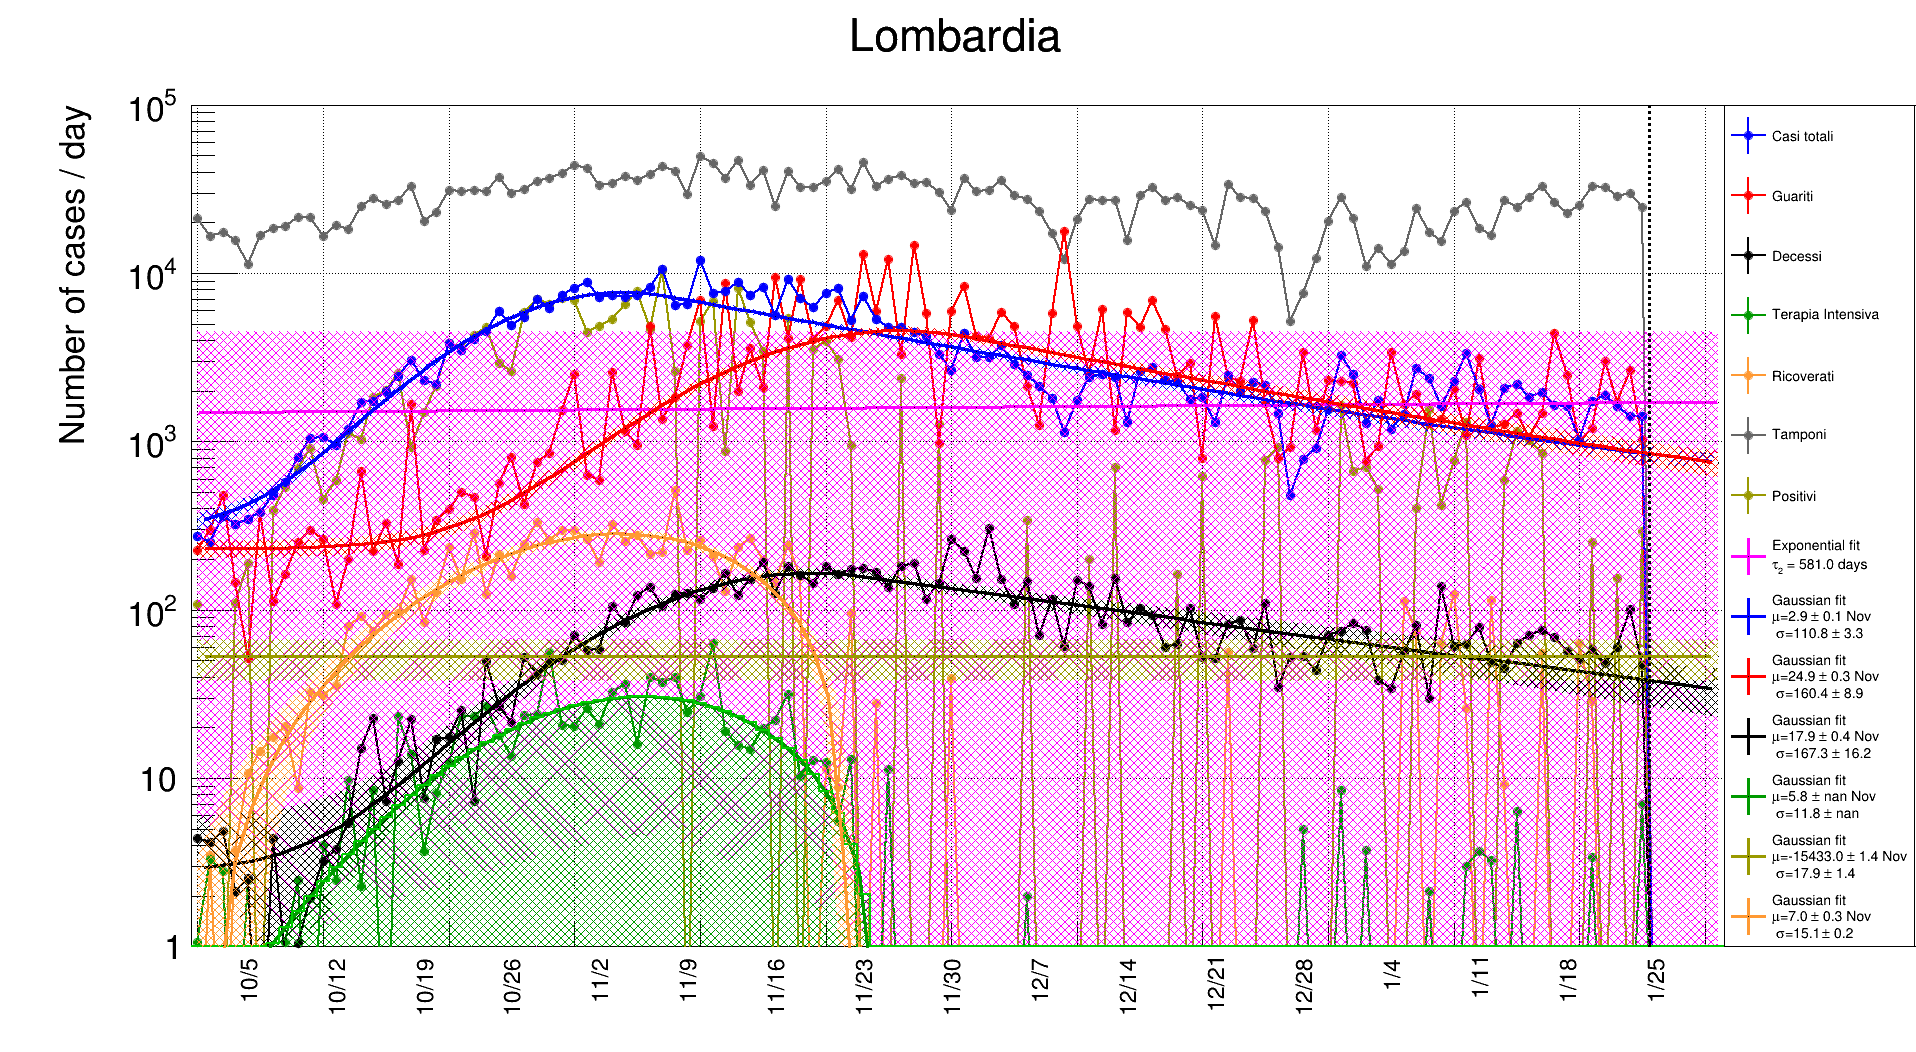 Lombardia
Number of cases / day
10^5
10^4
10^3
10^2
10
1
10/5
10/12
10/19
10/26
11/2
11/9
11/16
11/23
11/30
12/7
12/14
12/21
12/28
1/4
1/11
1/18
1/25
Casi totali
Guariti
Decessi
Terapia Intensiva
Ricoverati
Tamponi
Positivi
Exponential fit
τ₂ = 581.0 days
Gaussian fit
μ=2.9 ± 0.1 Nov
σ=110.8 ± 3.3
Gaussian fit
μ=24.9 ± 0.3 Nov
σ=160.4 ± 8.9
Gaussian fit
μ=17.9 ± 0.4 Nov
σ=167.3 ± 16.2
Gaussian fit
μ=5.8 ± nan Nov
σ=11.8 ± nan
Gaussian fit
μ=-15433.0 ± 1.4 Nov
σ=17.9 ± 1.4
Gaussian fit
μ=7.0 ± 0.3 Nov
σ=15.1 ± 0.2